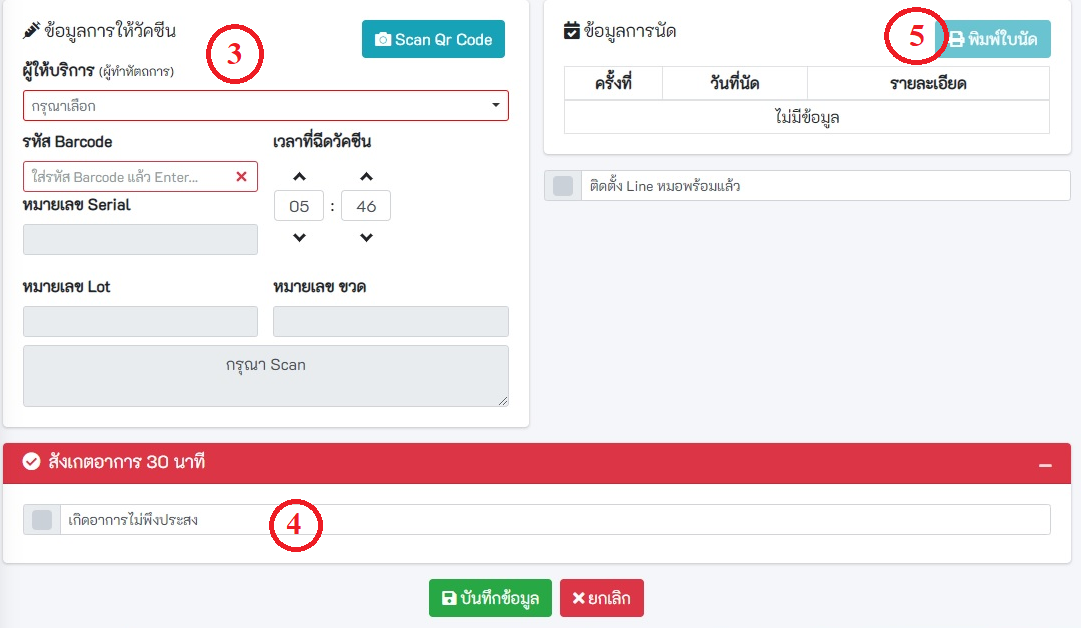 ข้อมูลการให้วัคซีน
3
Scan Qr Code
ผู้ให้บริการ (ผู้ทำหัตถการ)
กรุณาเลือก
รหัส Barcode
เวลาที่ฉีดวัคซีน
ใส่รหัส Barcode แล้ว Enter...
05 : 46
หมายเลข Serial
หมายเลข Lot
หมายเลข ขวด
กรุณา Scan
ข้อมูลการนัด
5
พิมพ์ใบนัด
ครั้งที่ วันที่นัด รายละเอียด
ไม่มีข้อมูล
ติดตั้ง Line หมอพร้อมแล้ว
สังเกตอาการ 30 นาที
เกิดอาการไม่พึงประสง
4
บันทึกข้อมูล
ยกเลิก